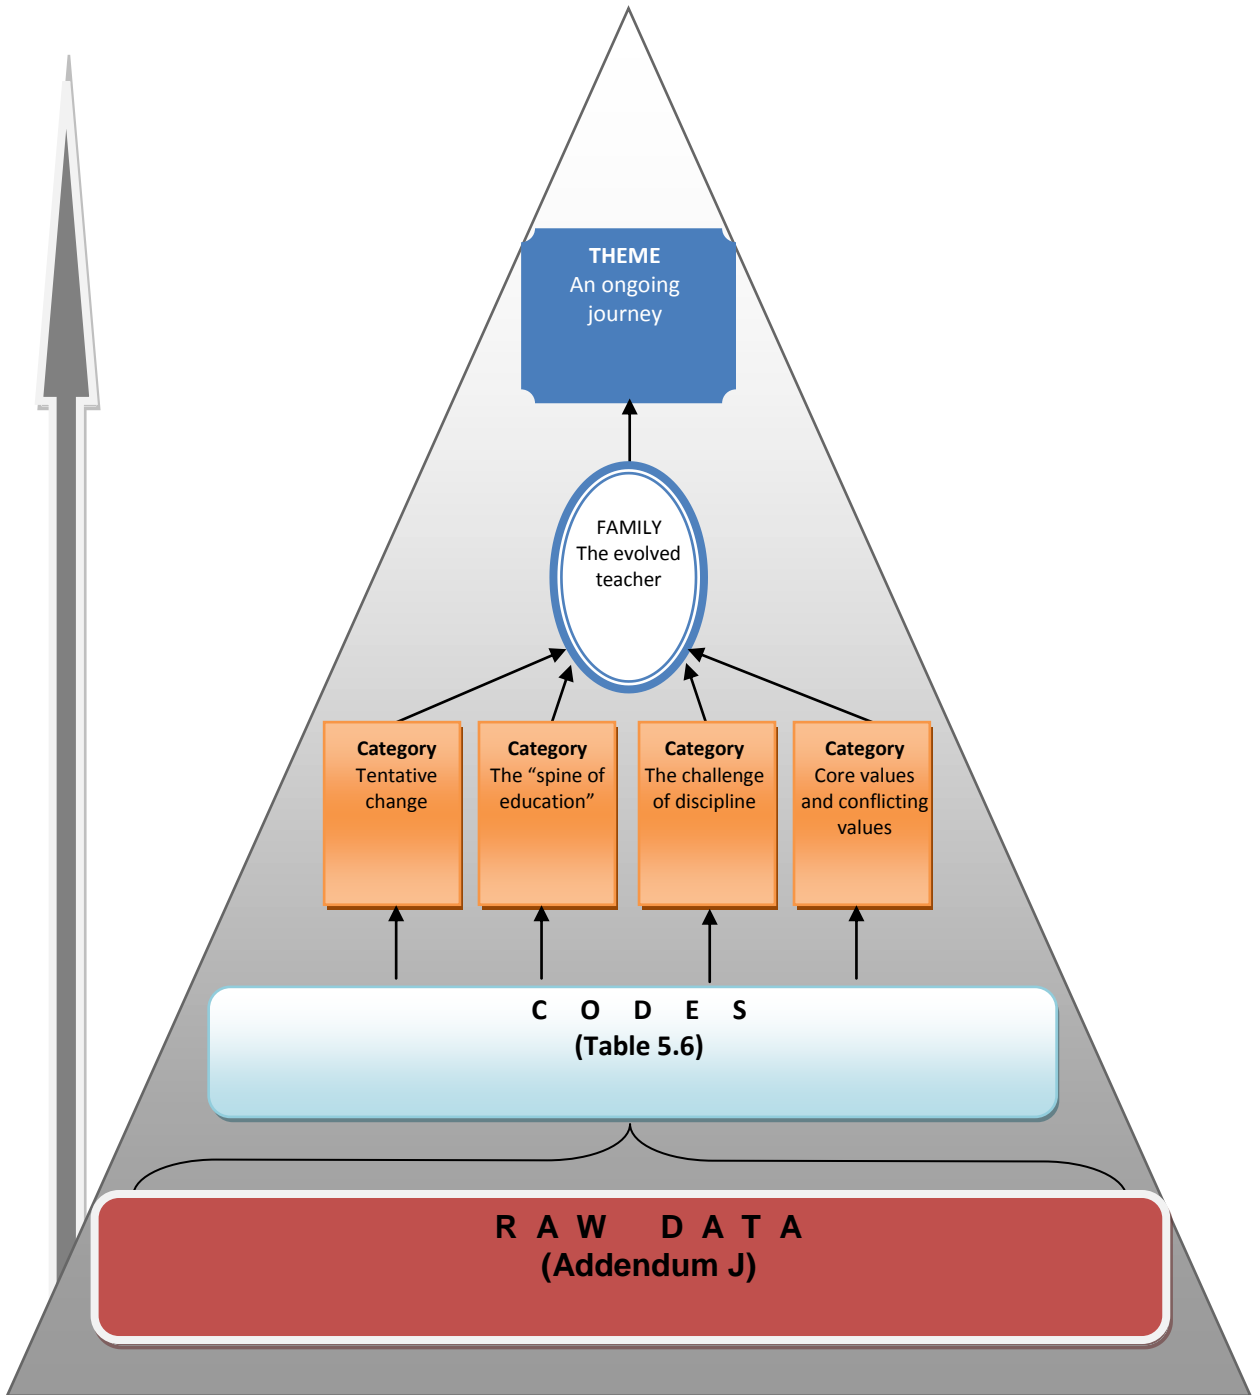 THEME
An ongoing
journey
FAMILY
The evolved
teacher
Category
Tentative
change
Category
The “spine of
education”
Category
The challenge
of discipline
Category
Core values
and conflicting
values
C O D E S
(Table 5.6)
R A W D A T A
(Addendum J)